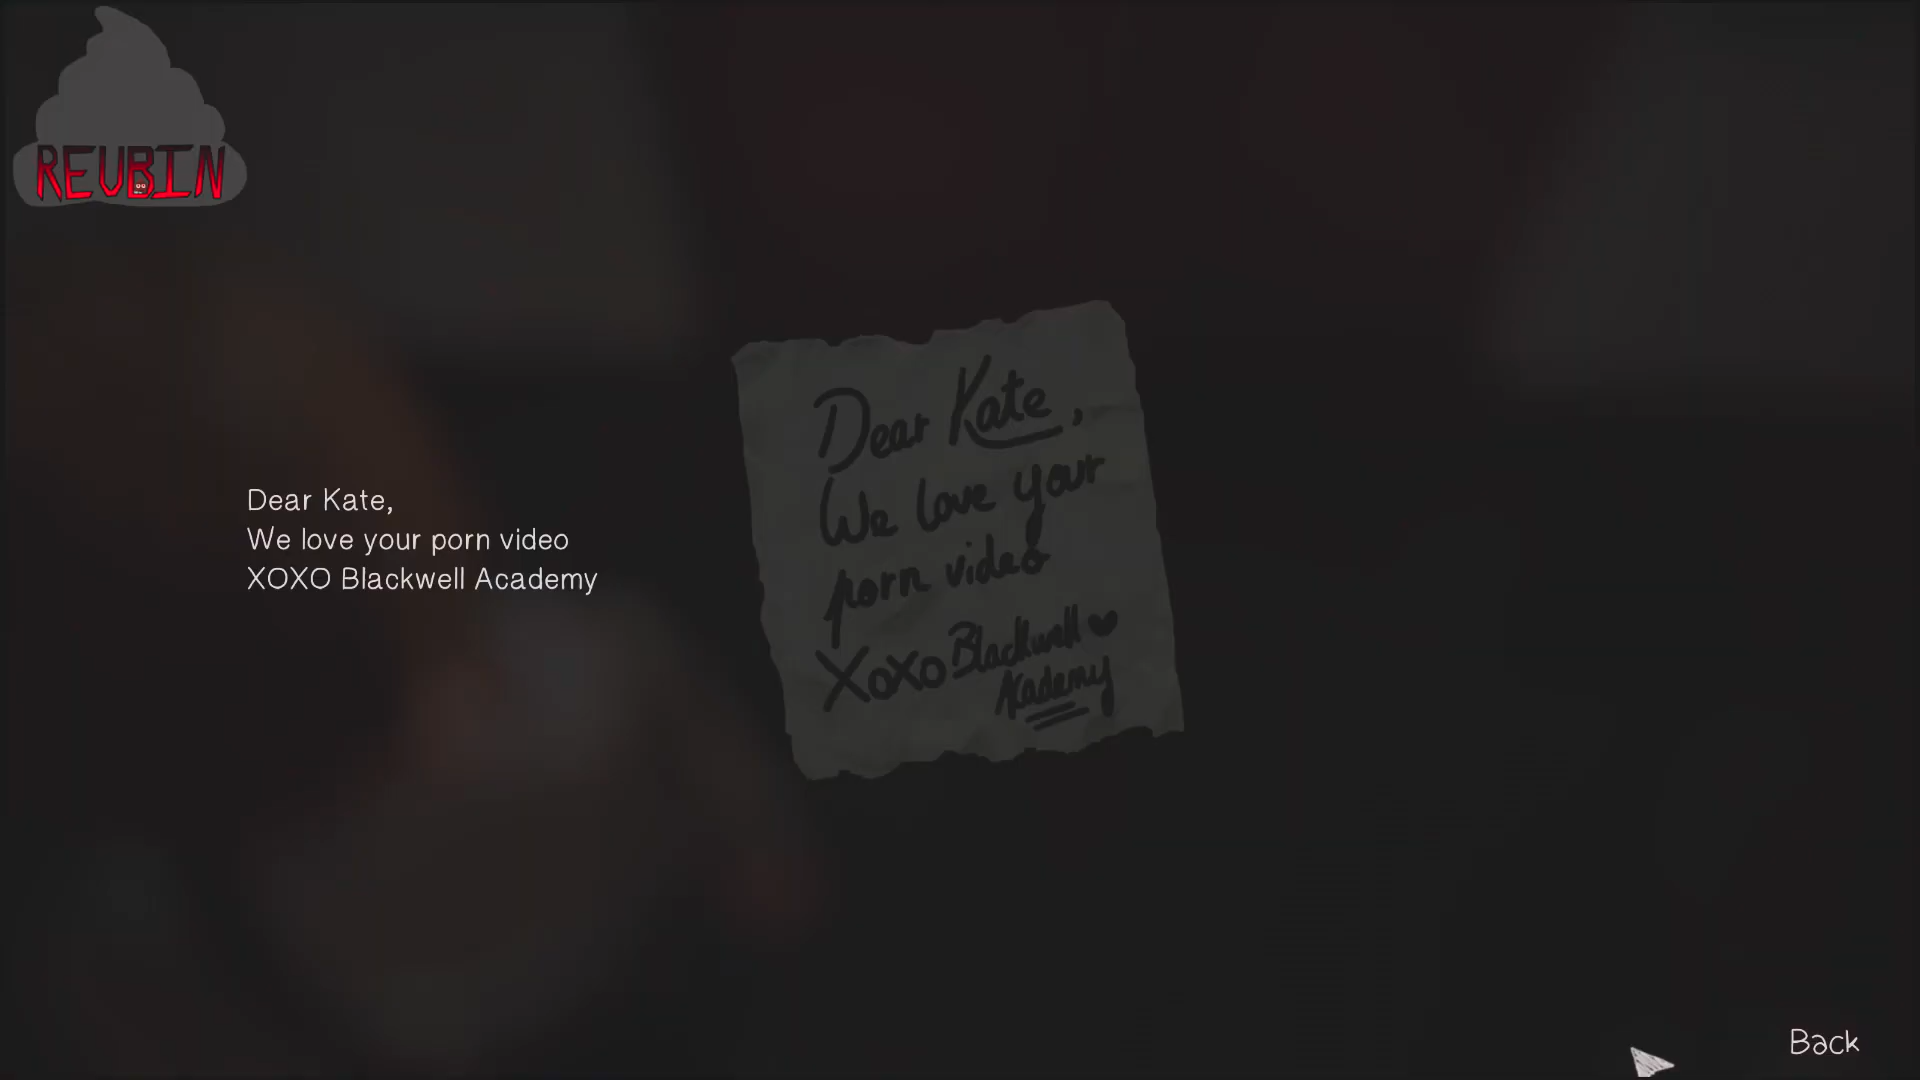 REUBIN
Dear Kate,
We love your porn video
XOXO Blackwell Academy
Dear Kate,
We love your
porn video
XoXo Blackwell
Academy
Back